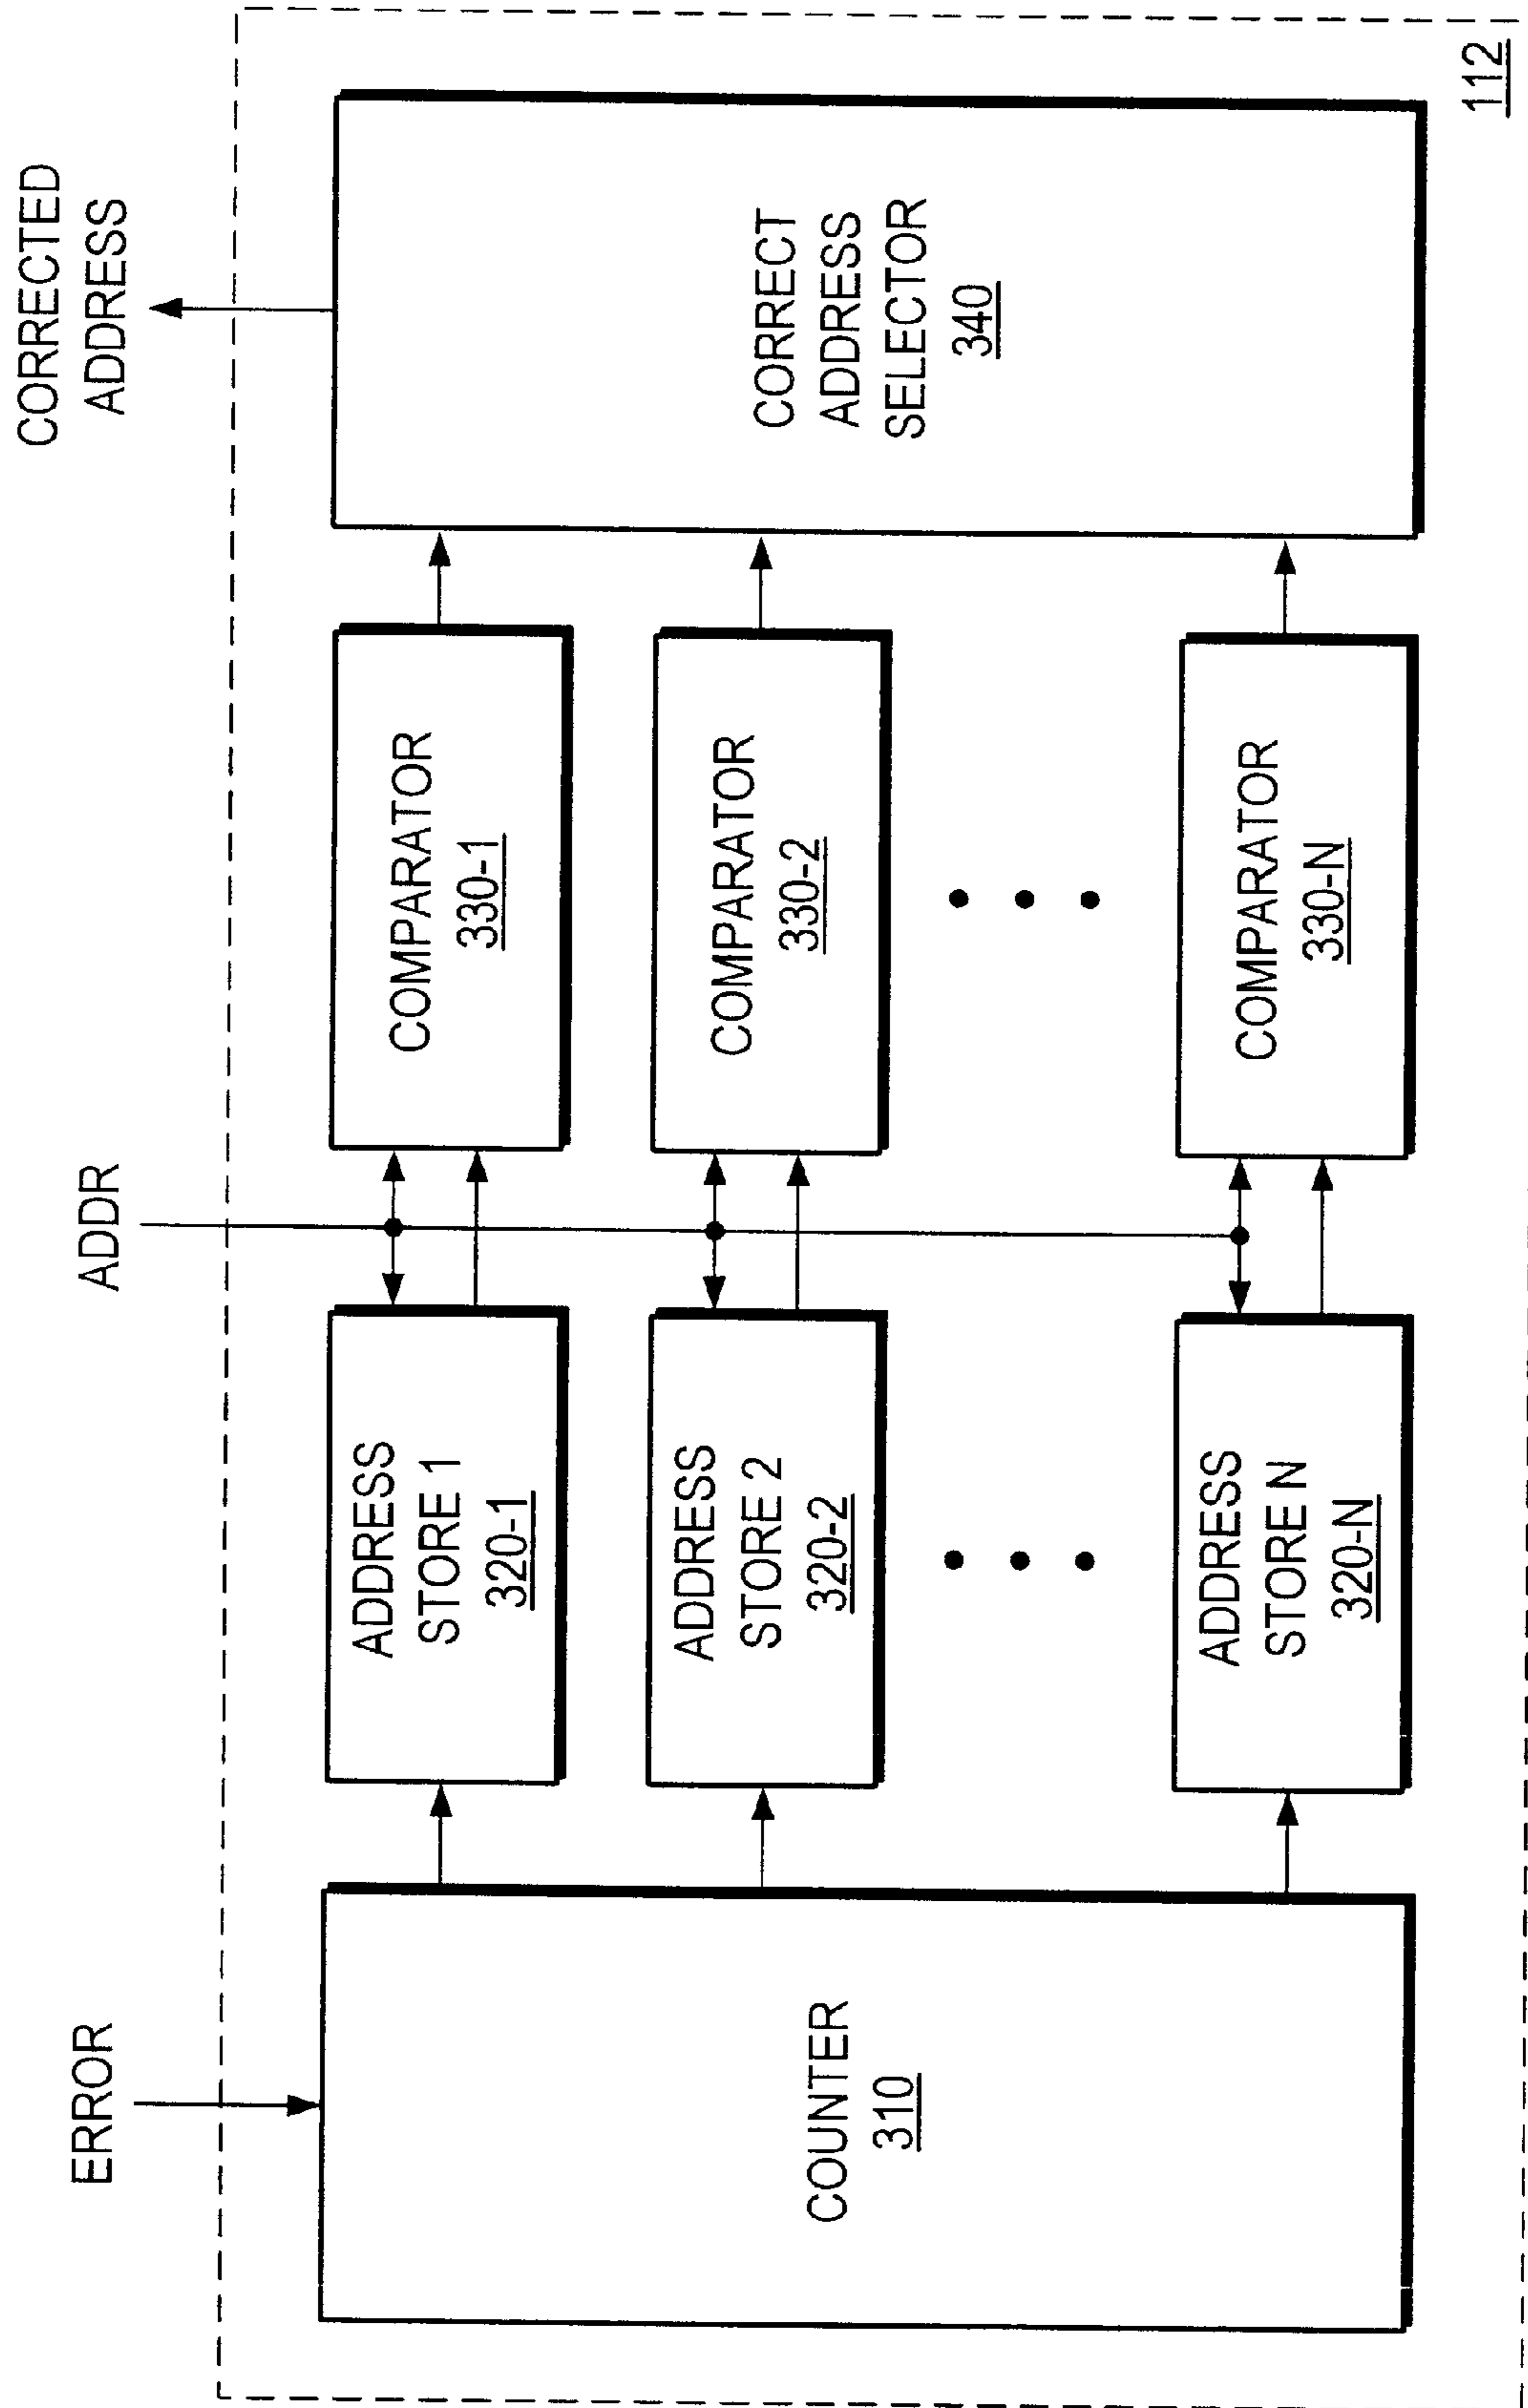 ERROR
ADDR
CORRECTED
ADDRESS
COUNTER
310
ADDRESS
STORE 1
320-1
ADDRESS
STORE 2
320-2
ADDRESS
STORE N
320-N
COMPARATOR
330-1
COMPARATOR
330-2
COMPARATOR
330-N
CORRECT
ADDRESS
SELECTOR
340
112